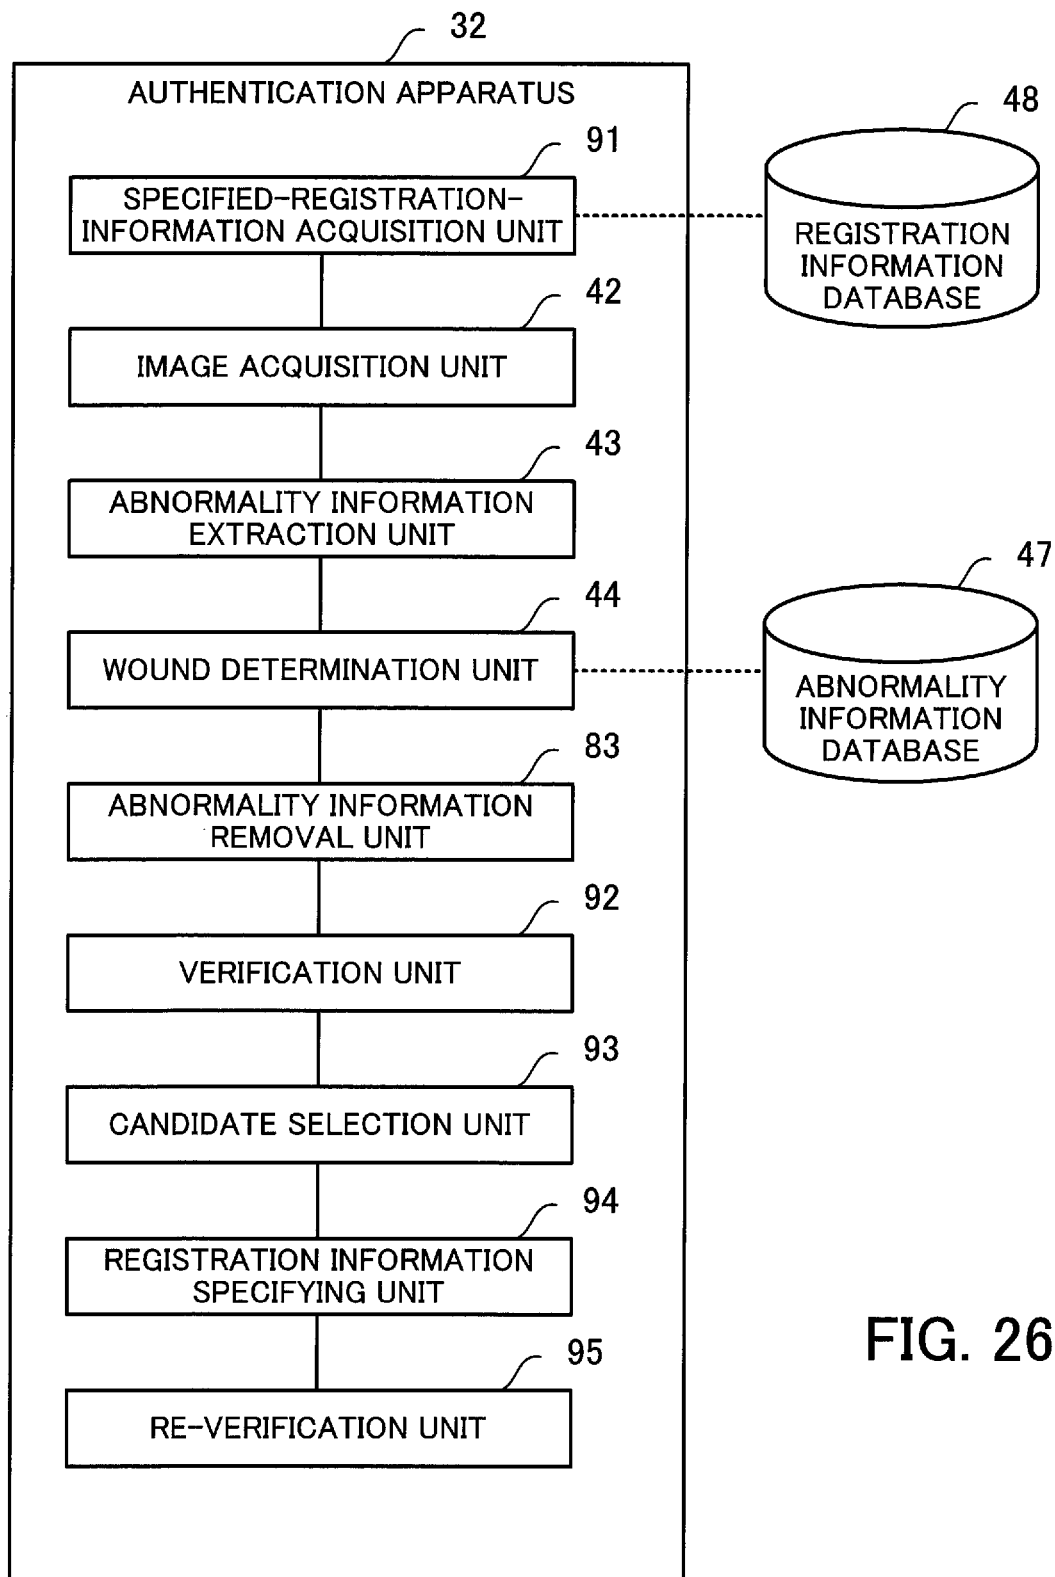 32
AUTHENTICATION APPARATUS
91
SPECIFIED-REGISTRATION-
INFORMATION ACQUISITION UNIT
48
REGISTRATION
INFORMATION
DATABASE
42
IMAGE ACQUISITION UNIT
43
ABNORMALITY INFORMATION
EXTRACTION UNIT
44
WOUND DETERMINATION UNIT
47
ABNORMALITY
INFORMATION
DATABASE
83
ABNORMALITY INFORMATION
REMOVAL UNIT
92
VERIFICATION UNIT
93
CANDIDATE SELECTION UNIT
94
REGISTRATION INFORMATION
SPECIFYING UNIT
95
RE-VERIFICATION UNIT
FIG. 26